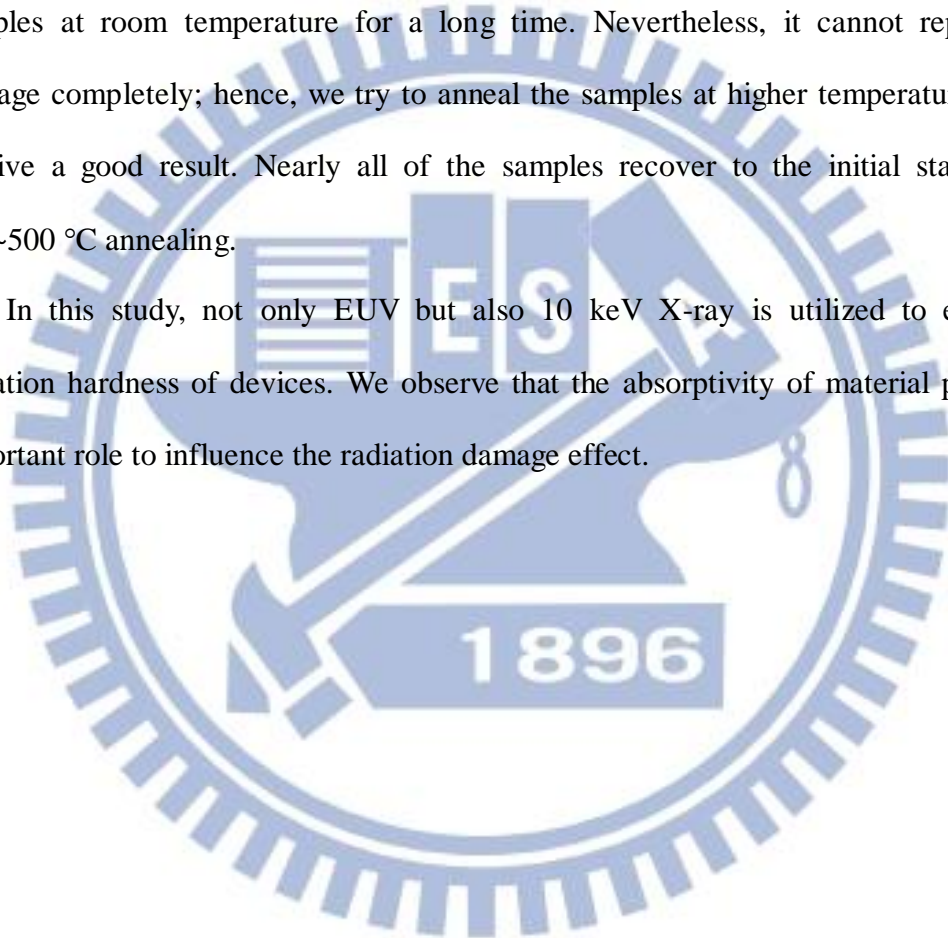 ples at room temperature for a long time. Nevertheless, it cannot rep
age completely; hence, we try to anneal the samples at higher temperatur
ive a good result. Nearly all of the samples recover to the initial sta
~500 °C annealing.
In this study, not only EUV but also 10 keV X-ray is utilized to e
ation hardness of devices. We observe that the absorptivity of material p
ortant role to influence the radiation damage effect.
E S A
1896